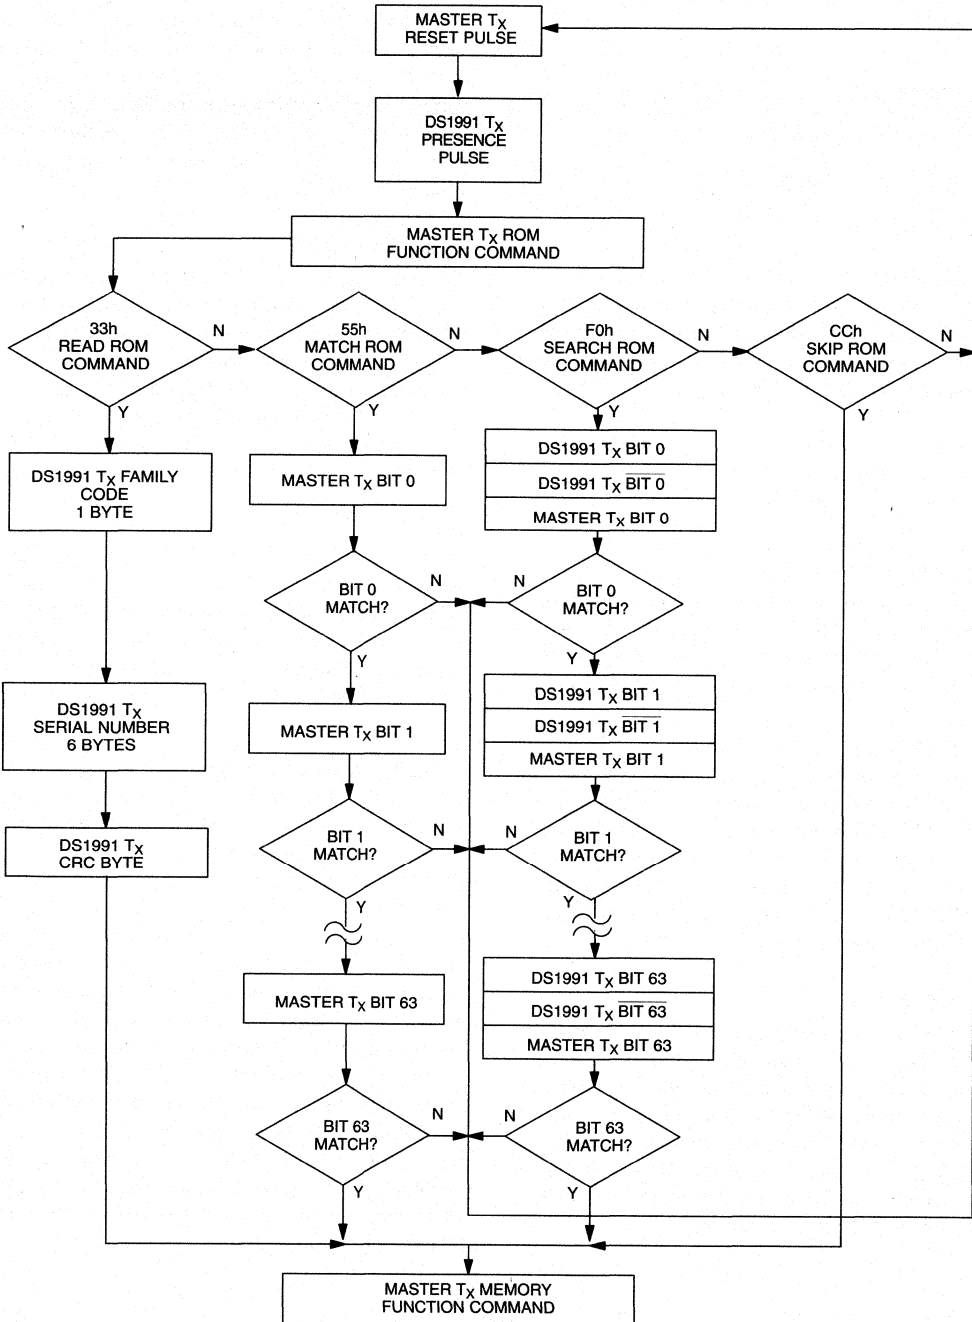 MASTER TX
RESET PULSE
DS1991 TX
PRESENCE
PULSE
MASTER TX ROM
FUNCTION COMMAND
33h
READ ROM
COMMAND
N
Y
55h
MATCH ROM
COMMAND
N
Y
F0h
SEARCH ROM
COMMAND
N
Y
CCh
SKIP ROM
COMMAND
N
Y
DS1991 TX FAMILY
CODE
1 BYTE
MASTER TX BIT 0
DS1991 TX BIT 0
DS1991 TX BIT 0
MASTER TX BIT 0
BIT 0
MATCH?
N
Y
N
BIT 0
MATCH?
Y
DS1991 TX
SERIAL NUMBER
6 BYTES
MASTER TX BIT 1
DS1991 TX BIT 1
DS1991 TX BIT 1
MASTER TX BIT 1
DS1991 TX
CRC BYTE
BIT 1
MATCH?
N
Y
N
BIT 1
MATCH?
Y
MASTER TX BIT 63
DS1991 TX BIT 63
DS1991 TX BIT 63
MASTER TX BIT 63
BIT 63
MATCH?
N
Y
N
BIT 63
MATCH?
Y
MASTER TX MEMORY
FUNCTION COMMAND